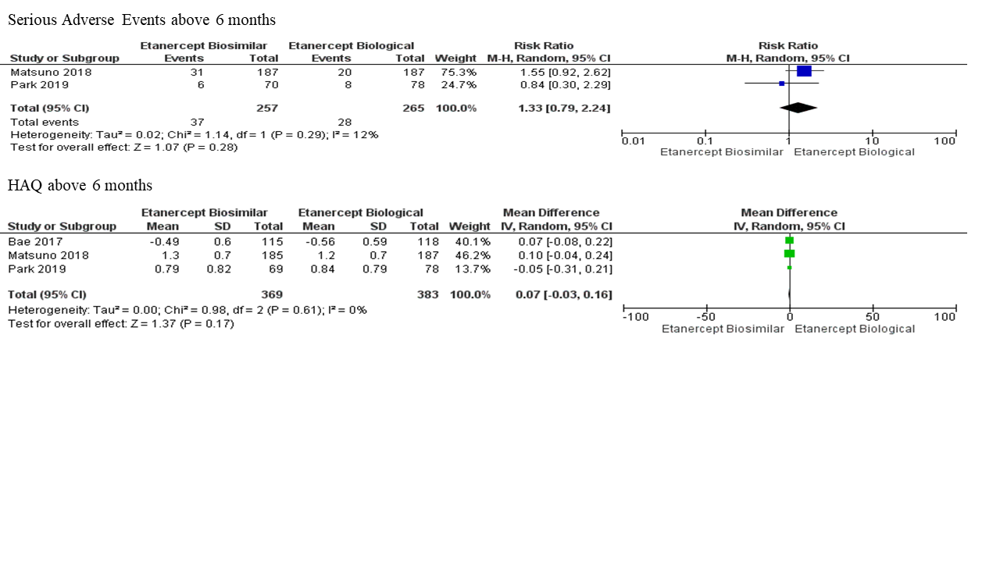 Serious Adverse Events above 6 months
Etanercept Biosimilar Etanercept Biological Risk Ratio Risk Ratio
Study or Subgroup Events Total Events Total Weight M-H, Random, 95% CI M-H, Random, 95% CI
Matsuno 2018 31 187 20 187 75.3% 1.55 [0.92, 2.62]
Park 2019 6 70 8 78 24.7% 0.84 [0.30, 2.29]
Total (95% CI) 257 265 100.0% 1.33 [0.79, 2.24]
Total events 37 28
Heterogeneity: Tau² = 0.02; Chi² = 1.14, df = 1 (P = 0.29); I² = 12%
Test for overall effect: Z = 1.07 (P = 0.28)
0.01 0.1 1 10 100
Etanercept Biosimilar Etanercept Biological
HAQ above 6 months
Etanercept Biosimilar Etanercept Biological Mean Difference Mean Difference
Study or Subgroup Mean SD Total Mean SD Total Weight IV, Random, 95% CI IV, Random, 95% CI
Bae 2017 -0.49 0.6 115 -0.56 0.59 118 40.1% 0.07 [-0.08, 0.22]
Matsuno 2018 1.3 0.7 185 1.2 0.7 187 46.2% 0.10 [-0.04, 0.24]
Park 2019 0.79 0.82 69 0.84 0.79 78 13.7% -0.05 [-0.31, 0.21]
Total (95% CI) 369 383 100.0% 0.07 [-0.03, 0.16]
Heterogeneity: Tau² = 0.00; Chi² = 0.98, df = 2 (P = 0.61); I² = 0%
Test for overall effect: Z = 1.37 (P = 0.17)
-100 -50 0 50 100
Etanercept Biosimilar Etanercept Biological